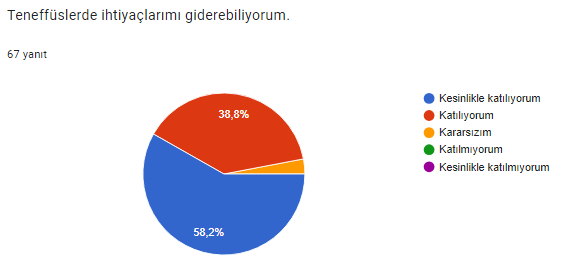 Teneffüslerde ihtiyaçlarımı giderebiliyorum.
67 yanıt
38,8%
58,2%
Kesinlikle katılıyorum
Katılıyorum
Kararsızım
Katılmıyorum
Kesinlikle katılmıyorum